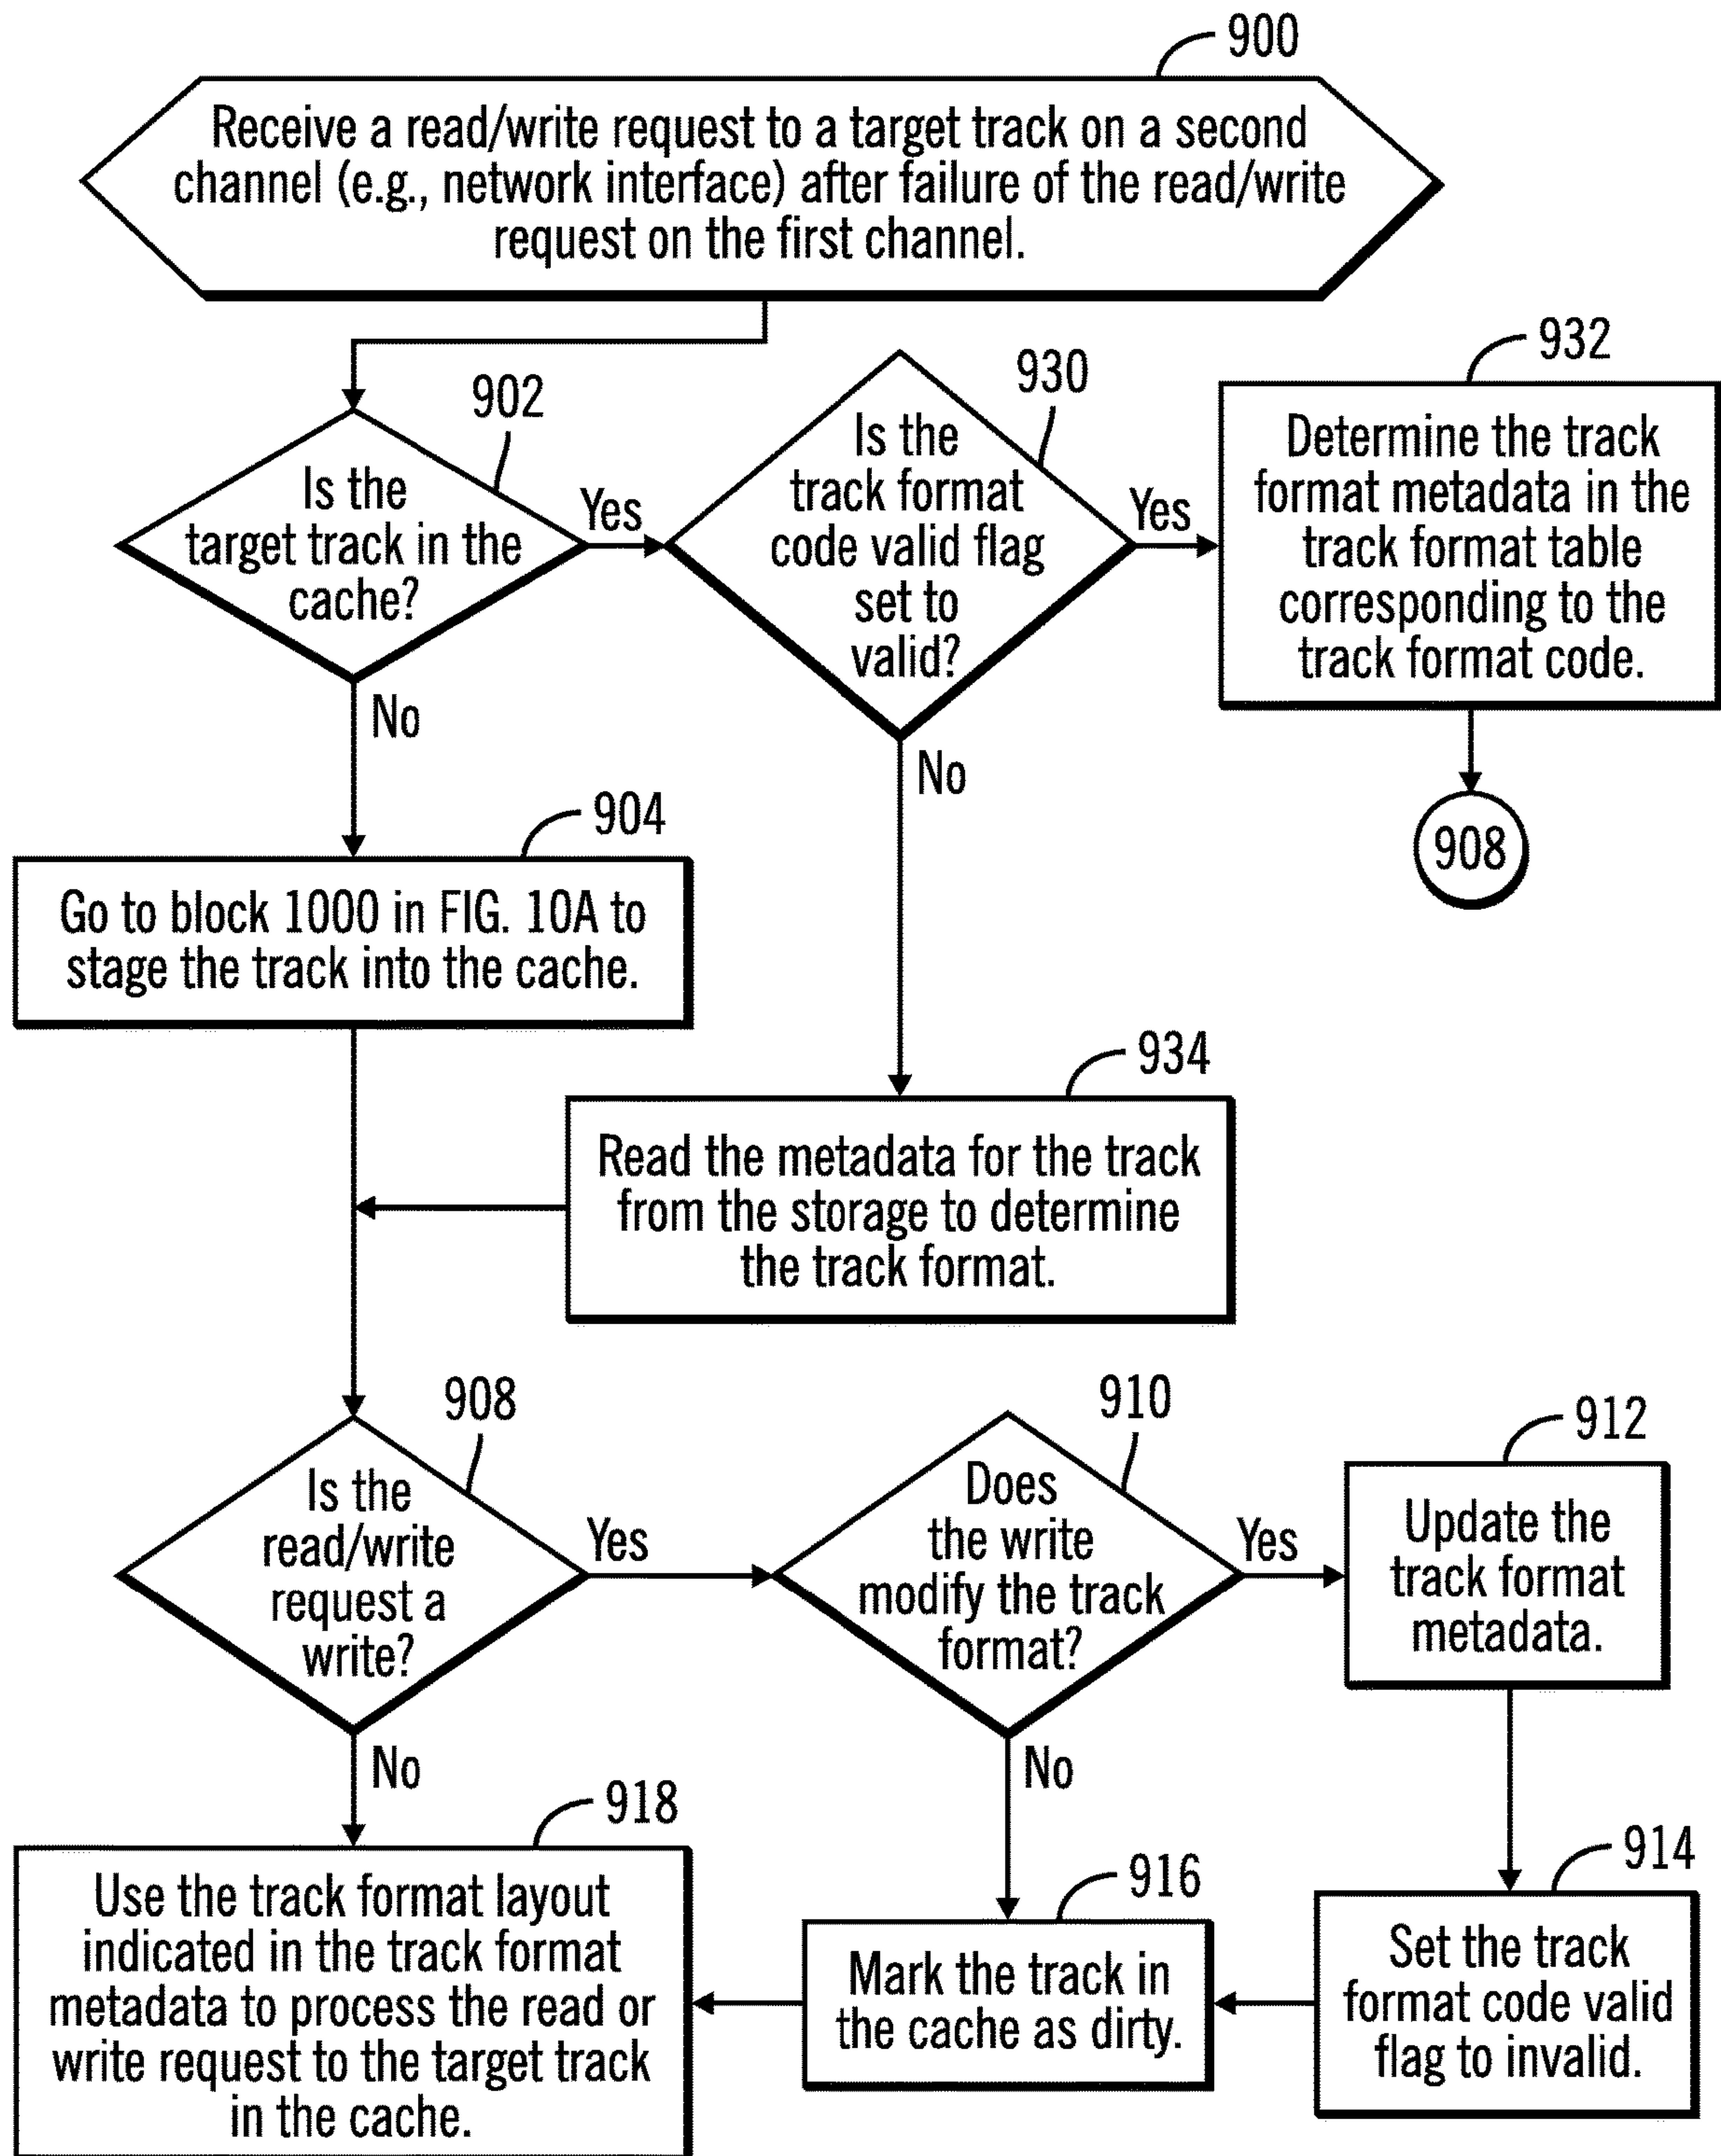 900
Receive a read/write request to a target track on a second
channel (e.g., network interface) after failure of the read/write
request on the first channel.
902
Is the
target track in the
cache?
Yes
No
930
Is the
track format
code valid flag
set to
valid?
Yes
No
932
Determine the track
format metadata in the
track format table
corresponding to the
track format code.
908
904
Go to block 1000 in FIG. 10A to
stage the track into the cache.
934
Read the metadata for the track
from the storage to determine
the track format.
908
Is the
read/write
request a
write?
Yes
No
910
Does
the write
modify the track
format?
Yes
No
912
Update the
track format
metadata.
918
Use the track format layout
indicated in the track format
metadata to process the read or
write request to the target track
in the cache.
916
Mark the track in
the cache as dirty.
914
Set the track
format code valid
flag to invalid.